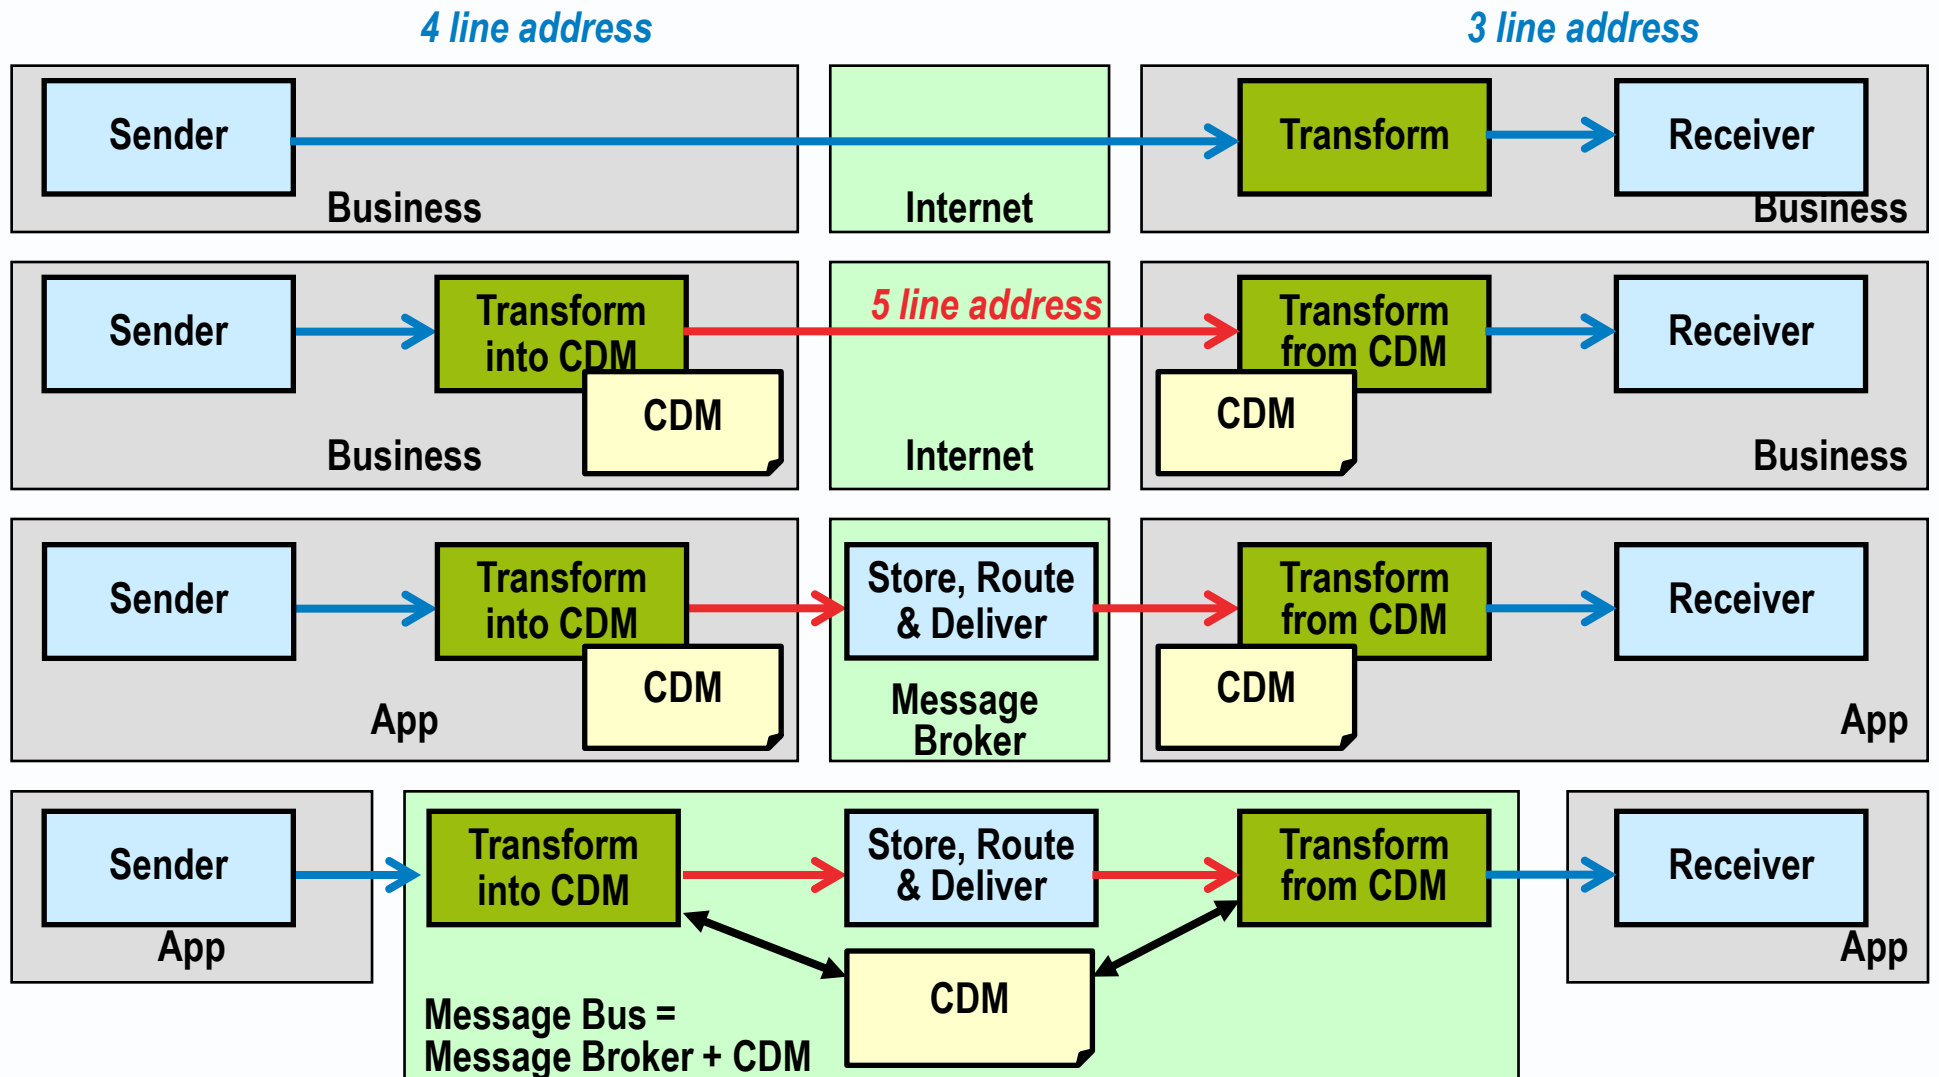 4 line address
3 line address
Sender
Transform
Receiver
Business
Internet
Business
Sender
Transform
into CDM
5 line address
Transform
from CDM
Receiver
CDM
CDM
Business
Internet
Business
Sender
Transform
into CDM
Store, Route
& Deliver
Transform
from CDM
Receiver
CDM
CDM
App
Message
Broker
App
Sender
Transform
into CDM
Store, Route
& Deliver
Transform
from CDM
Receiver
App
App
CDM
Message Bus =
Message Broker + CDM